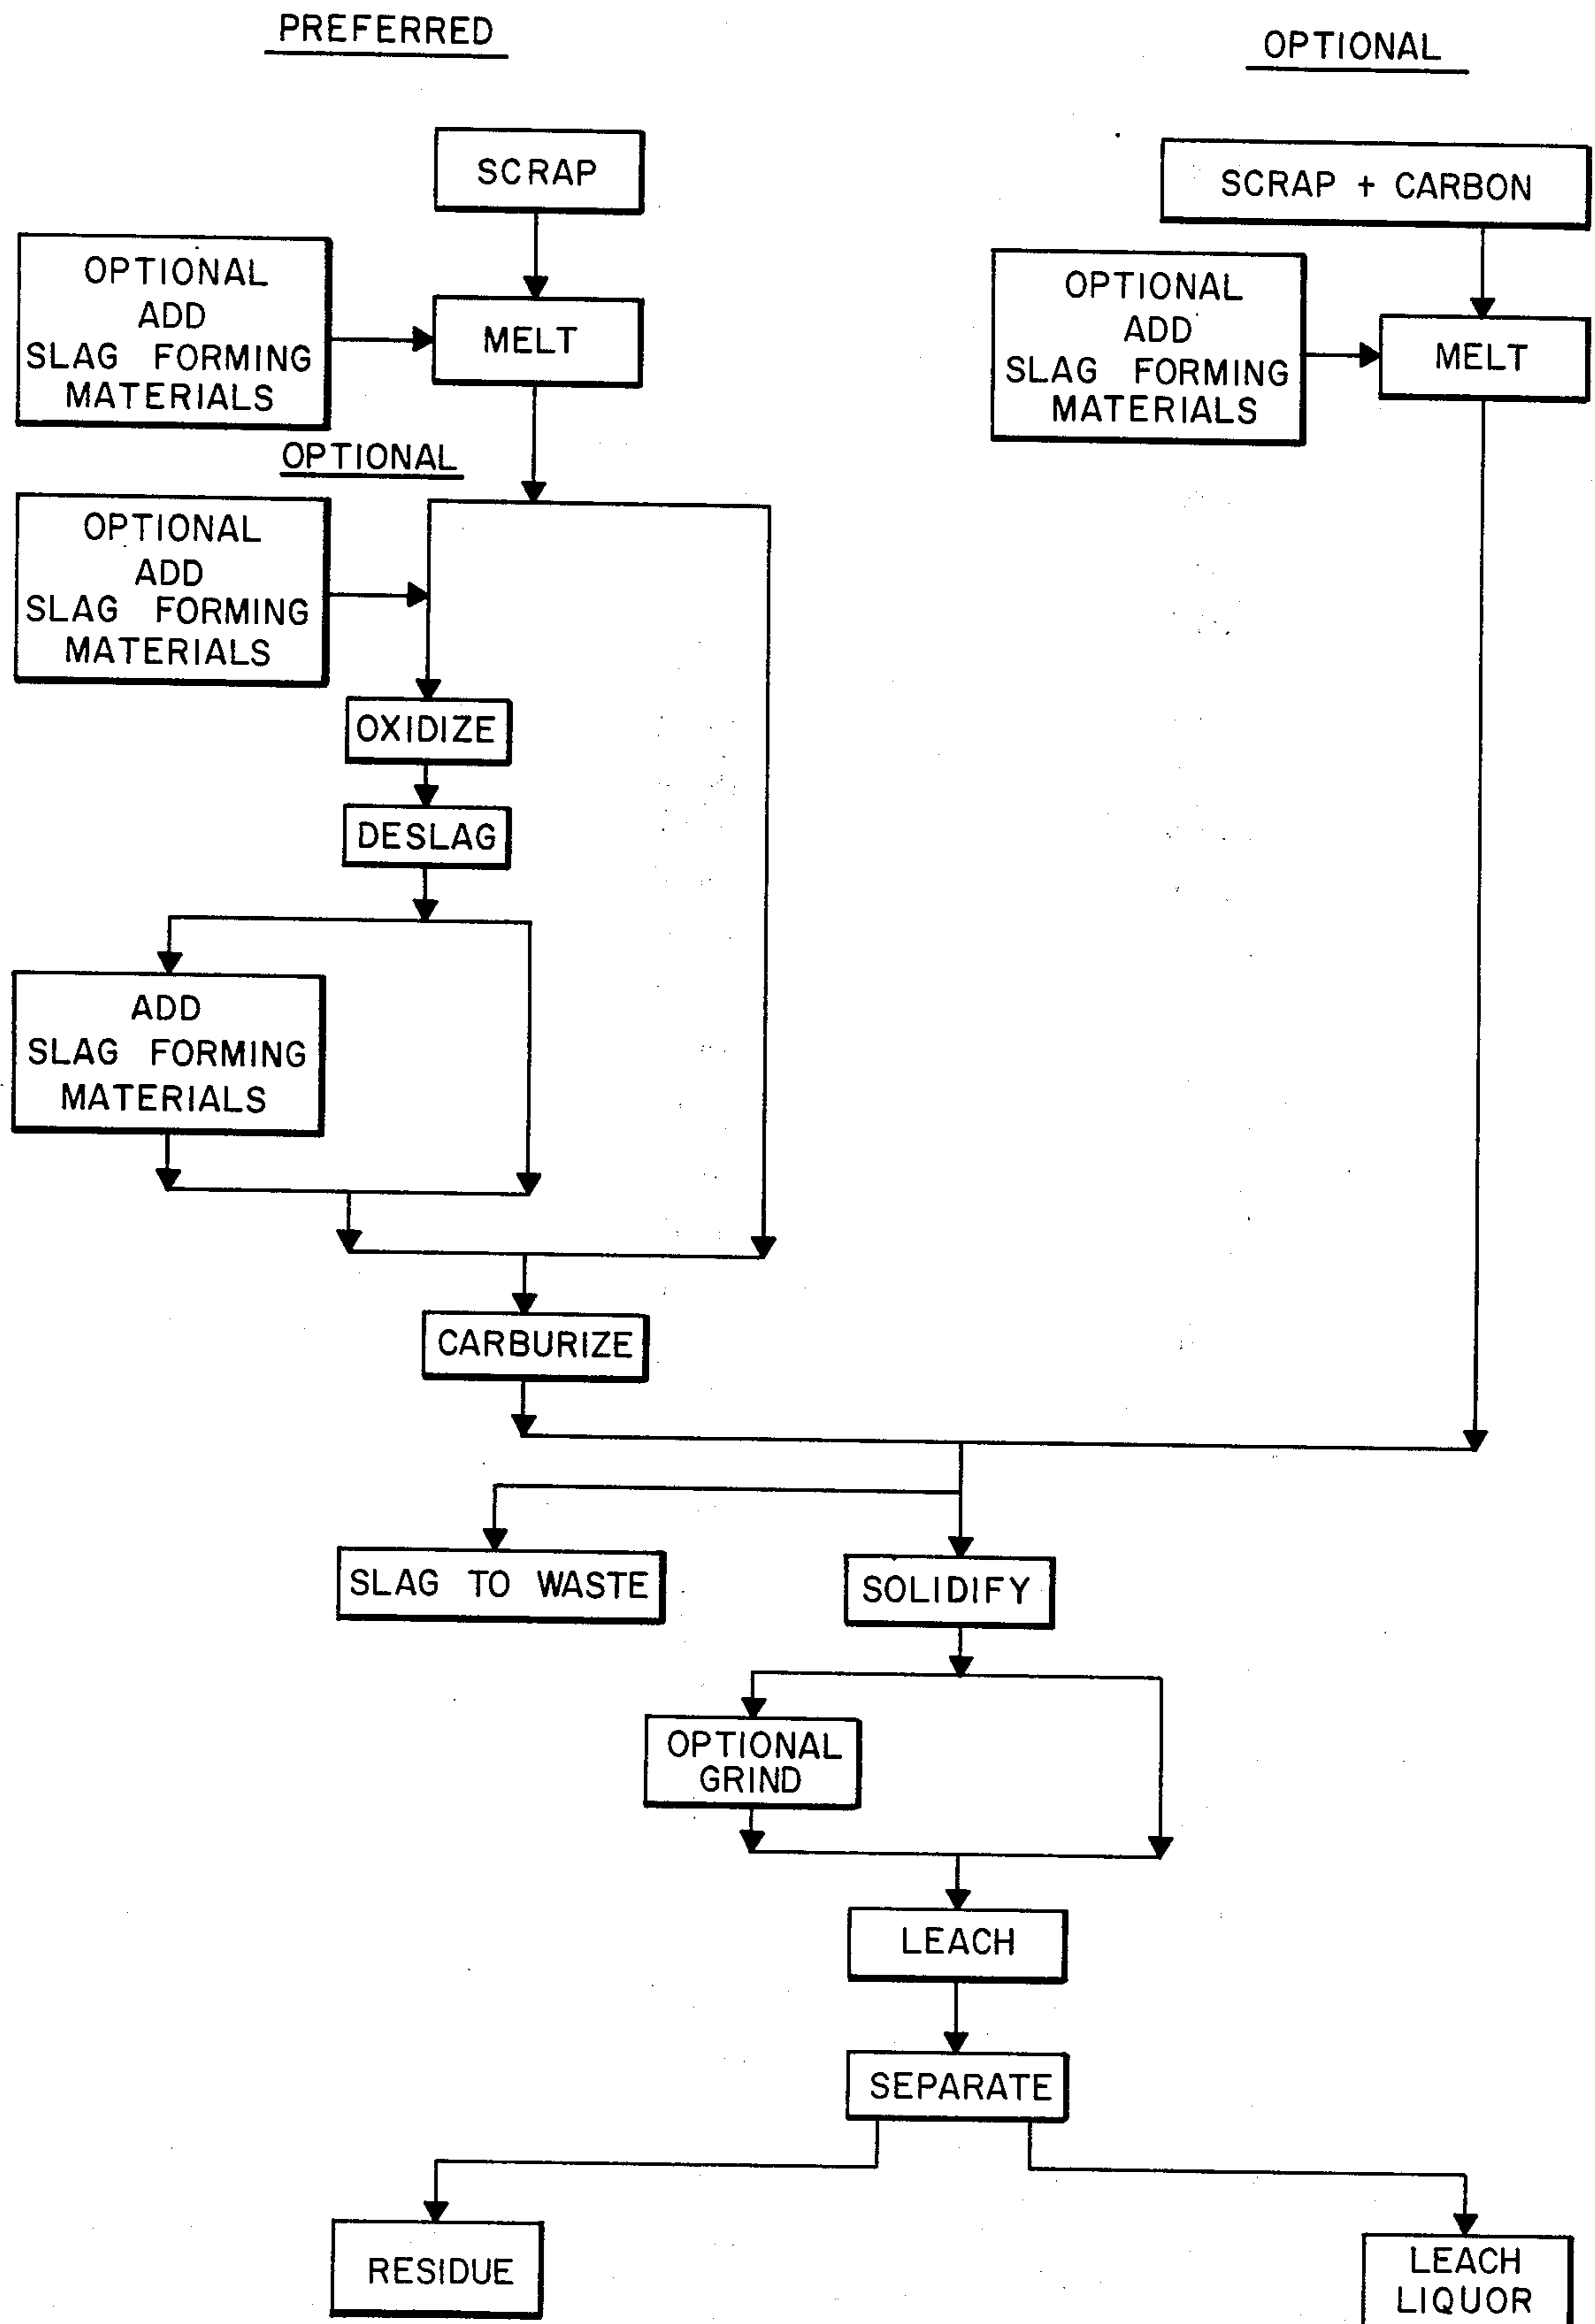 PREFERRED
OPTIONAL
SCRAP
SCRAP + CARBON
OPTIONAL
ADD
SLAG FORMING
MATERIALS
MELT
OPTIONAL
ADD
SLAG FORMING
MATERIALS
MELT
OPTIONAL
OPTIONAL
ADD
SLAG FORMING
MATERIALS
OXIDIZE
DESLAG
ADD
SLAG FORMING
MATERIALS
CARBURIZE
SLAG TO WASTE
SOLIDIFY
OPTIONAL
GRIND
LEACH
SEPARATE
RESIDUE
LEACH
LIQUOR